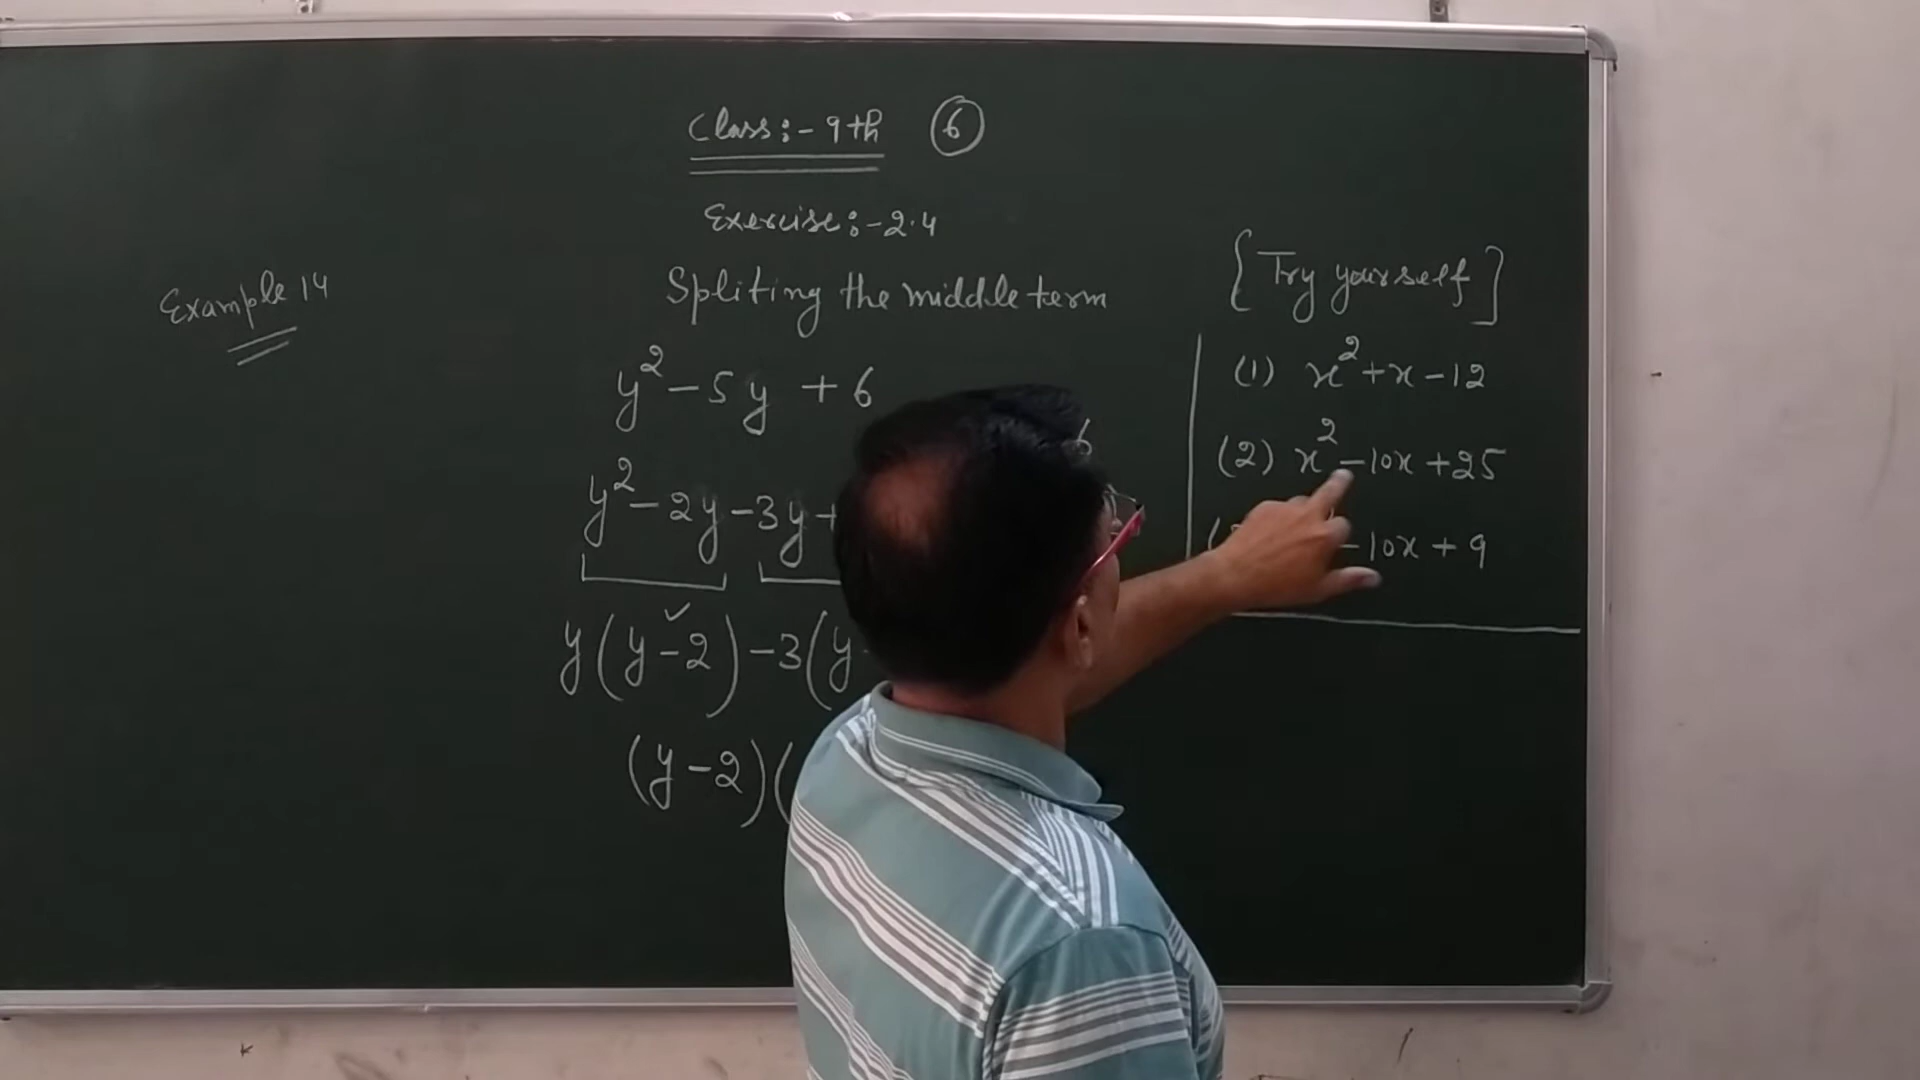 Class:- 9th 6
Exercise:- 2.4
Example 14
Spliting the middle term
y² - 5y + 6
6
y² - 2y - 3y +
y(y-2) - 3(y
(y-2)(
{Try yourself]
(1) x² + x - 12
(2) x² - 10x + 25
- 10x + 9